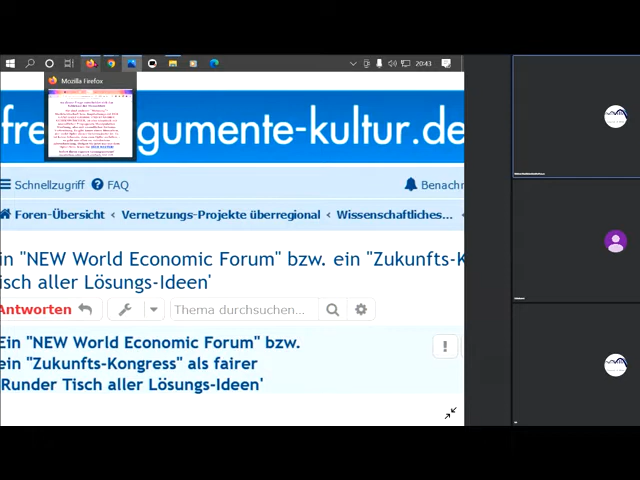 20:43
Mozilla Firefox
fre
gumente-kultur.de
Schnellzugriff
FAQ
Benachr
Foren-Übersicht ‹ Vernetzungs-Projekte überregional ‹ Wissenschaftliches...
in "NEW World Economic Forum" bzw. ein "Zukunfts-K
isch aller Lösungs-Ideen'
Antworten
Thema durchsuchen...
Ein "NEW World Economic Forum" bzw.
ein "Zukunfts-Kongress" als fairer
Runder Tisch aller Lösungs-Ideen'